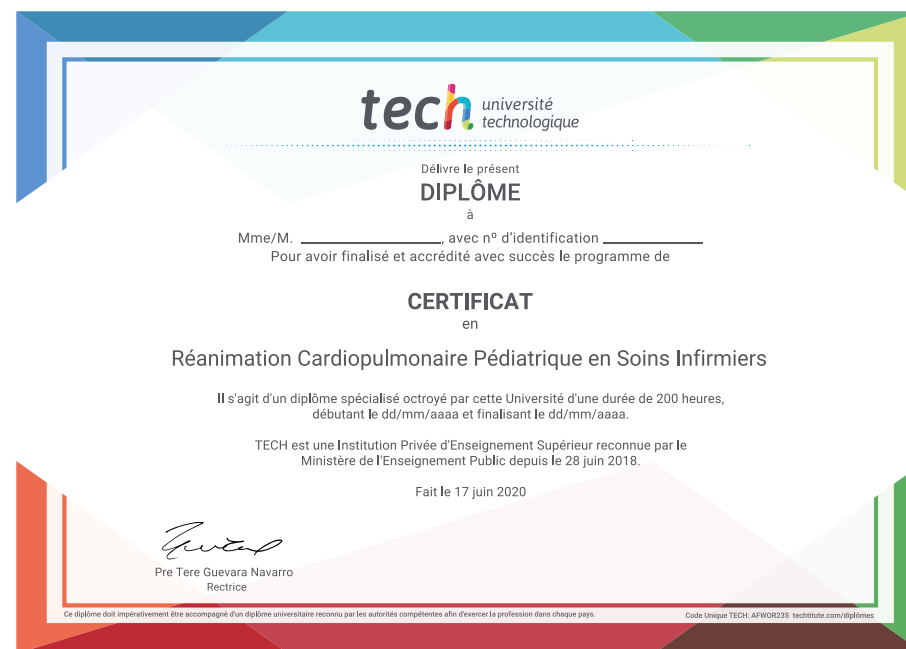 tech université
technologique
Délivre le présent
DIPLÔME
à
Mme/M. ____________________, avec nº d'identification ______________
Pour avoir finalisé et accrédité avec succès le programme de
CERTIFICAT
en
Réanimation Cardiopulmonaire Pédiatrique en Soins Infirmiers
Il s'agit d'un diplôme spécialisé octroyé par cette Université d'une durée de 200 heures,
débutant le dd/mm/aaaa et finalisant le dd/mm/aaaa.
TECH est une Institution Privée d'Enseignement Supérieur reconnue par le
Ministère de l'Enseignement Public depuis le 28 juin 2018.
Fait le 17 juin 2020
Pre Tere Guevara Navarro
Rectrice
Ce diplôme doit impérativement être accompagné d'un diplôme universitaire reconnu par les autorités compétentes afin d'exercer la profession dans chaque pays.
Code Unique TECH: AFWOR23S techtitute.com/diplômes